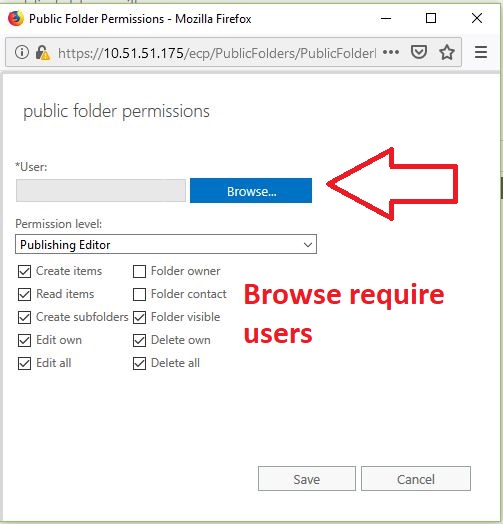 Public Folder Permissions - Mozilla Firefox
https://10.51.51.175/ecp/PublicFolders/PublicFolderI
public folder permissions
*User:
Browse...
Permission level:
Publishing Editor
Create items Folder owner
Read items Folder contact
Create subfolders Folder visible
Edit own Delete own
Edit all Delete all
Browse require
users
Save Cancel